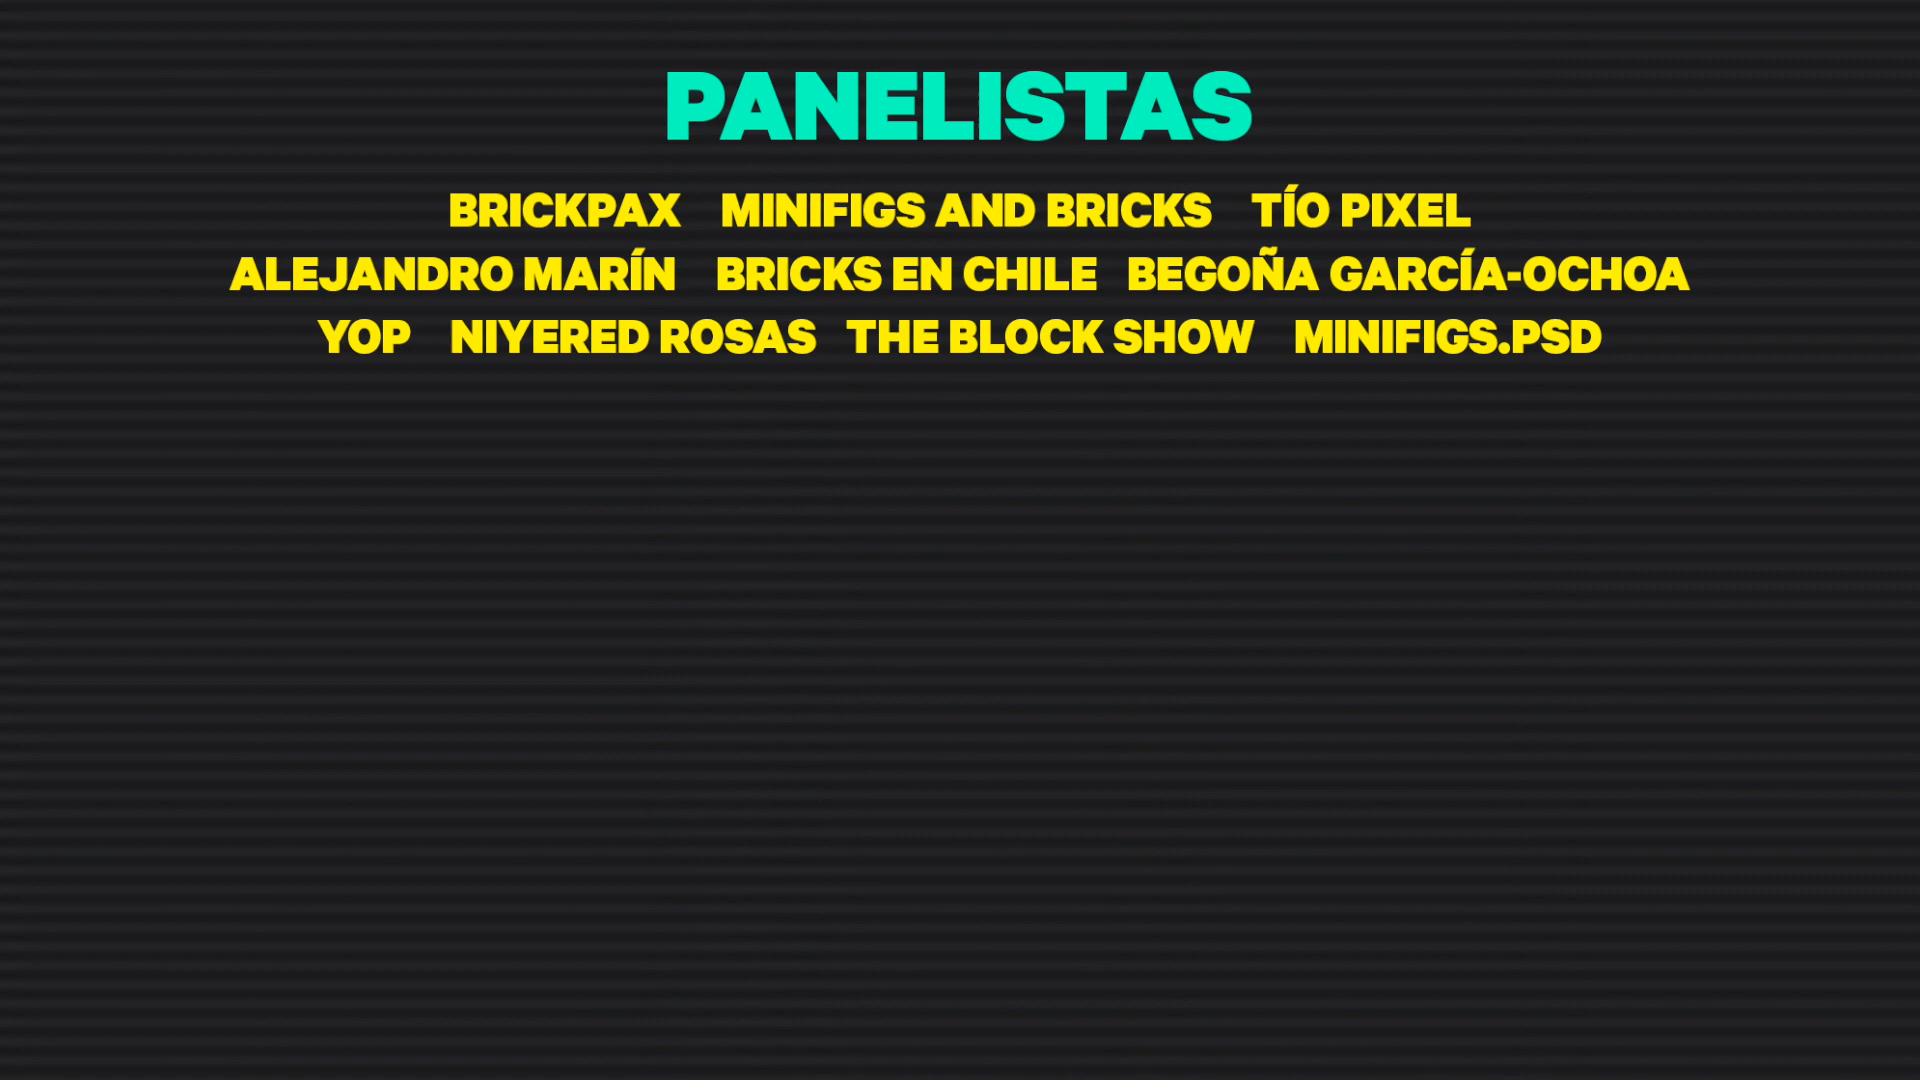 PANELISTAS
BRICKPAX MINIFIGS AND BRICKS TÍO PIXEL
ALEJANDRO MARÍN BRICKS EN CHILE BEGOÑA GARCÍA-OCHOA
YOP NIYERED ROSAS THE BLOCK SHOW MINIFIGS.PSD